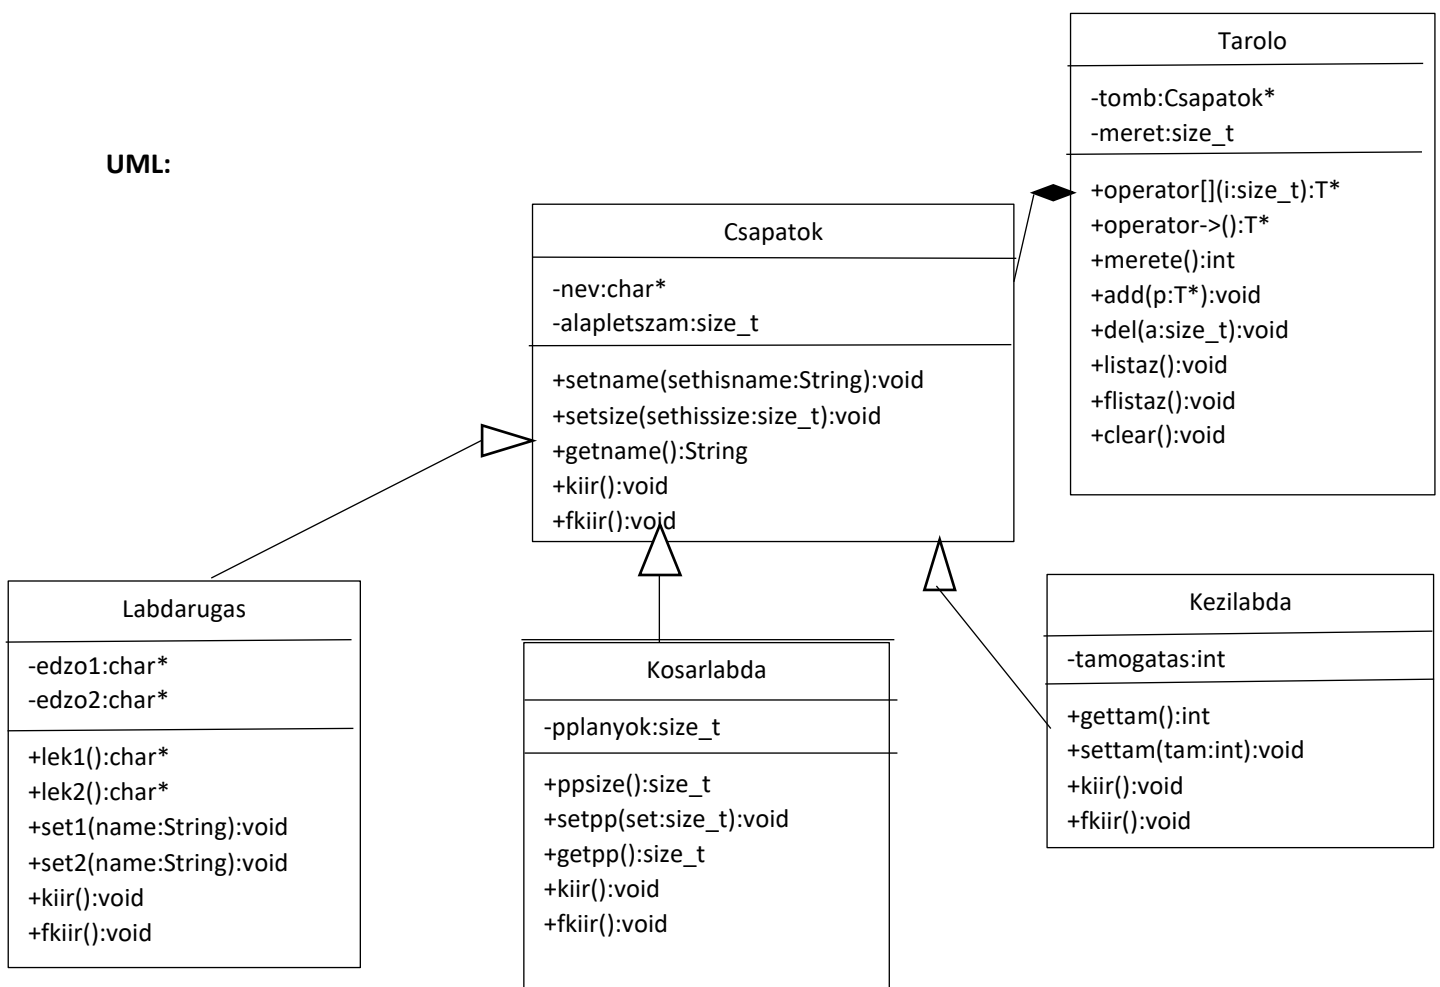 UML:
Tarolo
-tomb:Csapatok*
-meret:size_t
+operator[](i:size_t):T*
+operator->():T*
+merete():int
+add(p:T*):void
+del(a:size_t):void
+listaz():void
+flistaz():void
+clear():void
Csapatok
-nev:char*
-alapletszam:size_t
+setname(sethisname:String):void
+setsize(sethissize:size_t):void
+getname():String
+kiir():void
+fkiir():void
Labdarugas
-edzo1:char*
-edzo2:char*
+lek1():char*
+lek2():char*
+set1(name:String):void
+set2(name:String):void
+kiir():void
+fkiir():void
Kosarlabda
-pplanyok:size_t
+ppsize():size_t
+setpp(set:size_t):void
+getpp():size_t
+kiir():void
+fkiir():void
Kezilabda
-tamogatas:int
+gettam():int
+settam(tam:int):void
+kiir():void
+fkiir():void